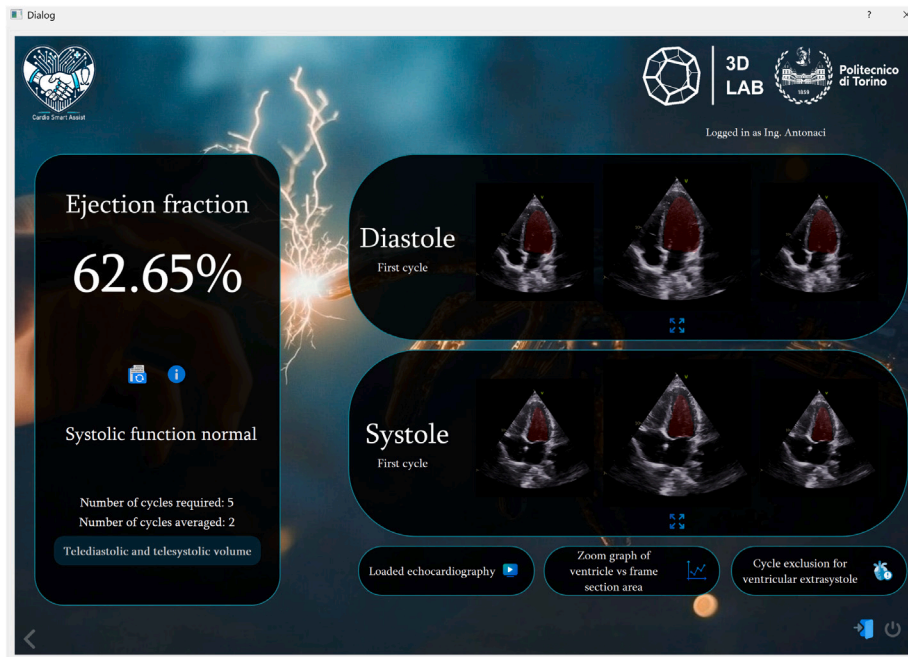 Dialog
?
Cardio Smart Assist
3D
LAB
1859
Politecnico
di Torino
Logged in as Ing. Antonaci
Ejection fraction
62.65%
Systolic function normal
Number of cycles required: 5
Number of cycles averaged: 2
Telediastolic and telesystolic volume
Diastole
First cycle
Systole
First cycle
Loaded echocardiography
Zoom graph of
ventricle vs frame
section area
Cycle exclusion for
ventricular extrasystole